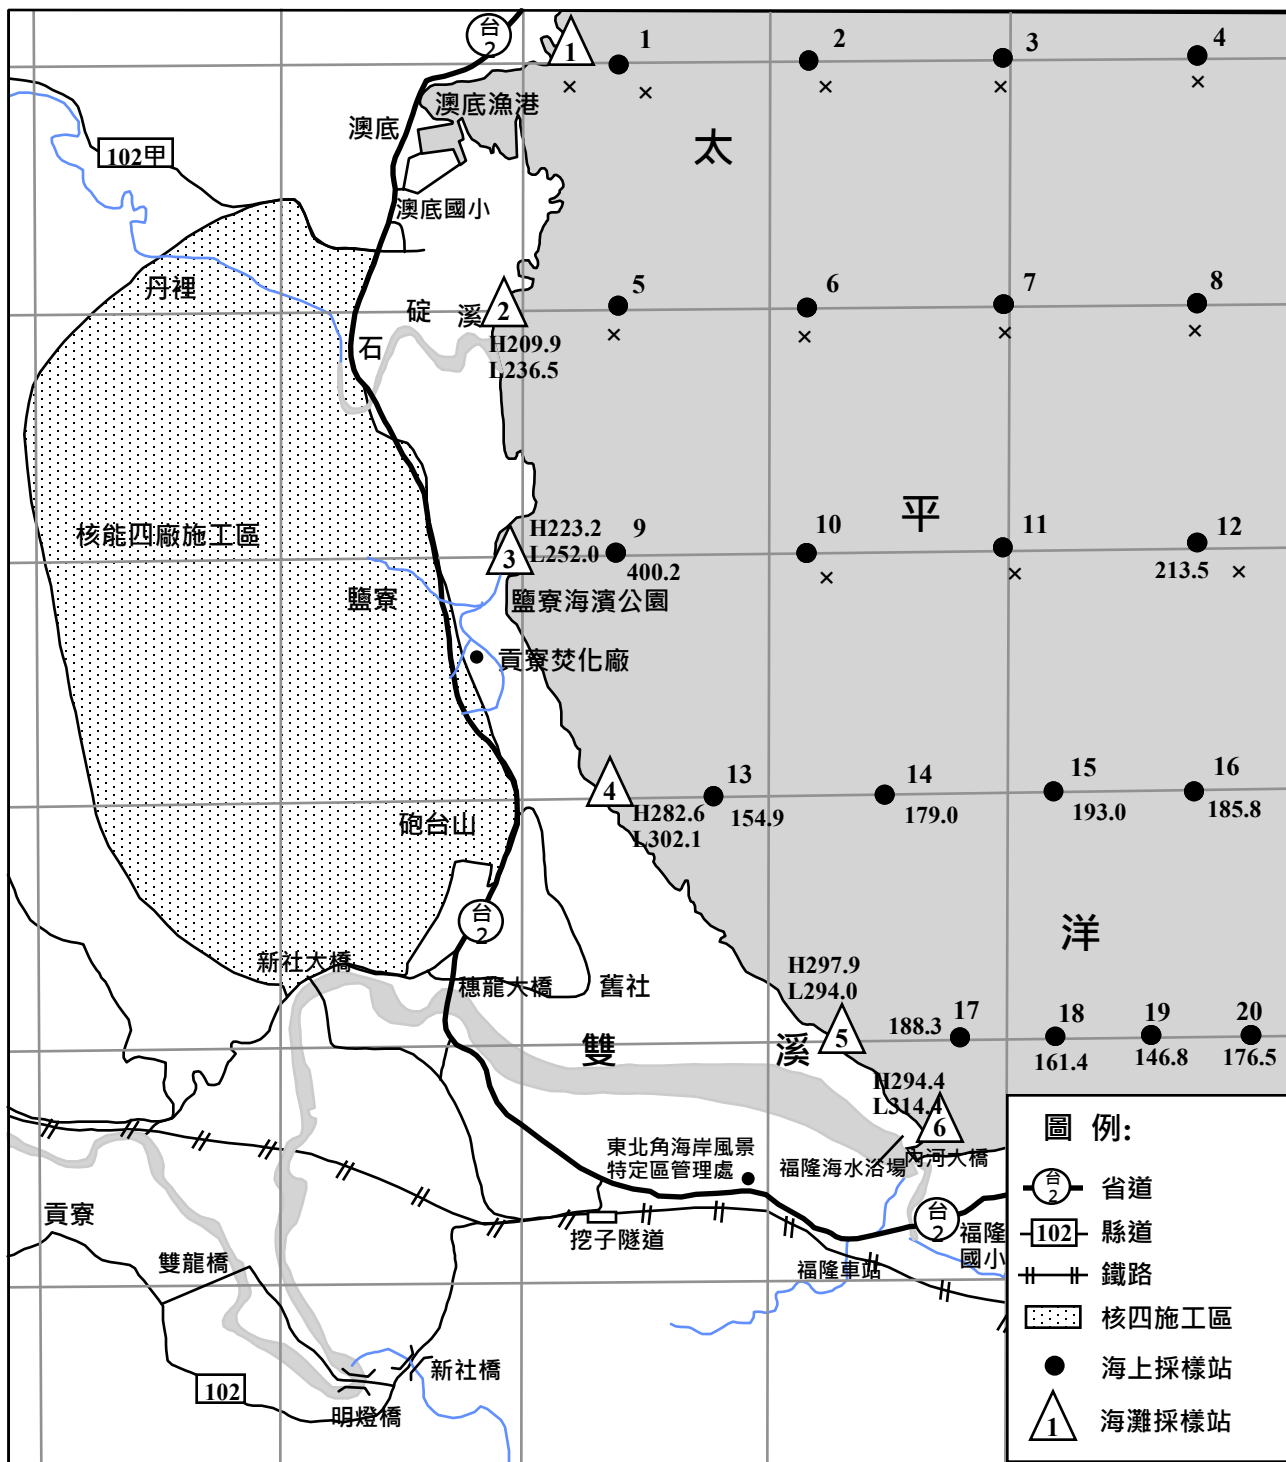 台2
1
1
2
3
4
×
×
×
×
×
澳底漁港
澳底
太
102甲
澳底國小
丹裡
碇
溪
石
2
5
6
7
8
H209.9
L236.5
×
×
×
×
平
核能四廠施工區
H223.2
L252.0
3
9
10
11
12
400.2
×
×
213.5
×
鹽寮
鹽寮海濱公園
貢寮焚化廠
4
13
14
15
16
H282.6
L302.1
154.9
179.0
193.0
185.8
砲台山
台2
洋
新社大橋
穗龍大橋
舊社
H297.9
L294.0
雙
溪
5
188.3
17
18
19
20
161.4
146.8
176.5
H294.4
L314.4
6
東北角海岸風景
特定區管理處
福隆海水浴場
內河大橋
貢寮
挖子隧道
台2
福隆
國小
雙龍橋
福隆車站
新社橋
102
明燈橋
圖 例:
台2
省道
102
縣道
鐵路
核四施工區
海上採樣站
1
海灘採樣站